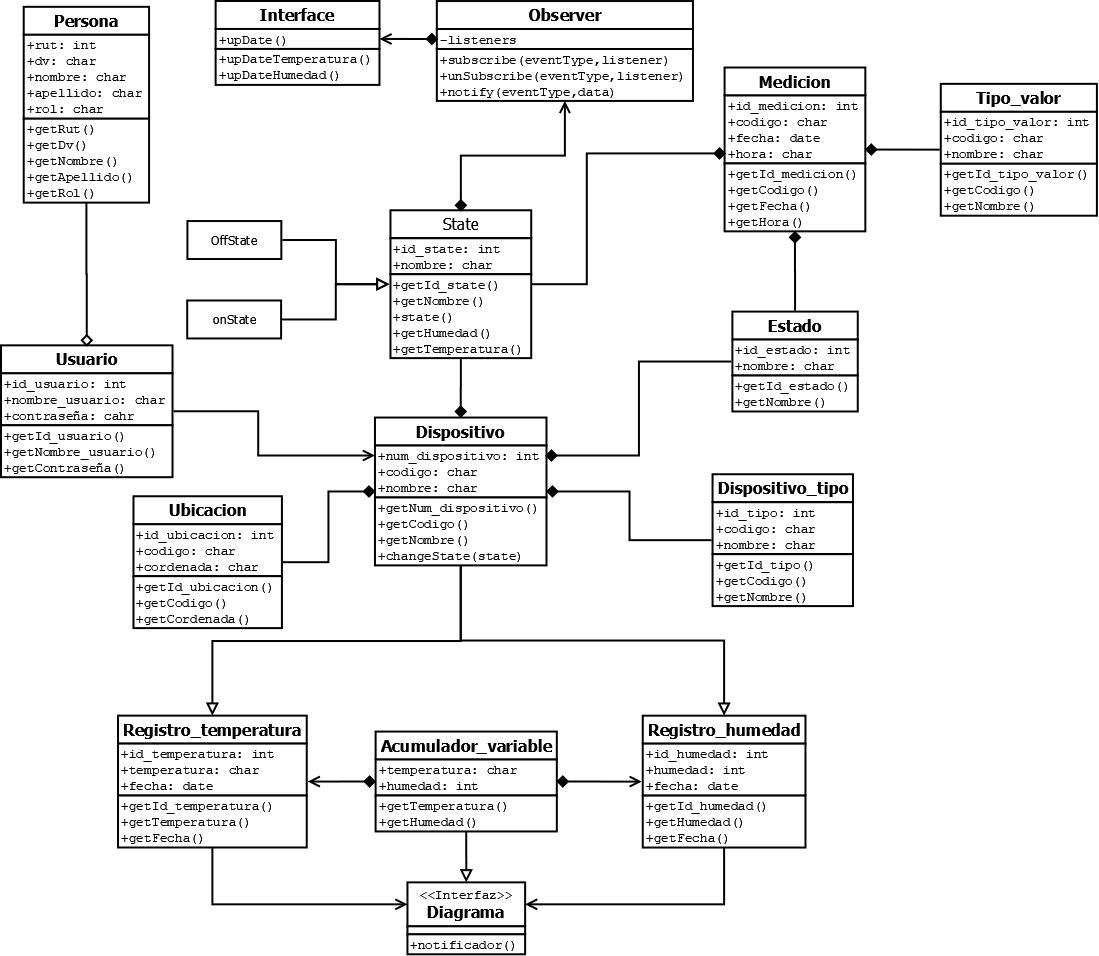 Persona
+rut: int
+dv: char
+nombre: char
+apellido: char
+rol: char
+getRut()
+getDv()
+getNombre()
+getApellido()
+getRol()
Interface
+upDate()
+upDateTemperatura()
+upDateHumedad()
Observer
-listeners
+subscribe(eventType,listener)
+unSubscribe(eventType,listener)
+notify(eventType,data)
Medicion
+id_medicion: int
+codigo: char
+fecha: date
+hora: char
+getId_medicion()
+getCodigo()
+getFecha()
+getHora()
Tipo_valor
+id_tipo_valor: int
+codigo: char
+nombre: char
+getId_tipo_valor()
+getCodigo()
+getNombre()
OffState
onState
State
+id_state: int
+nombre: char
+getId_state()
+getNombre()
+state()
+getHumedad()
+getTemperatura()
Estado
+id_estado: int
+nombre: char
+getId_estado()
+getNombre()
Usuario
+id_usuario: int
+nombre_usuario: char
+contraseña: cahr
+getId_usuario()
+getNombre_usuario()
+getContraseña()
Dispositivo
+num_dispositivo: int
+codigo: char
+nombre: char
+getNum_dispositivo()
+getCodigo()
+getNombre()
+changeState(state)
Dispositivo_tipo
+id_tipo: int
+codigo: char
+nombre: char
+getId_tipo()
+getCodigo()
+getNombre()
Ubicacion
+id_ubicacion: int
+codigo: char
+cordenada: char
+getId_ubicacion()
+getCodigo()
+getCordenada()
Registro_temperatura
+id_temperatura: int
+temperatura: char
+fecha: date
+getId_temperatura()
+getTemperatura()
+getFecha()
Acumulador_variable
+temperatura: char
+humedad: int
+getTemperatura()
+getHumedad()
Registro_humedad
+id_humedad: int
+humedad: int
+fecha: date
+getId_humedad()
+getHumedad()
+getFecha()
<<Interfaz>>
Diagrama
+notificador()